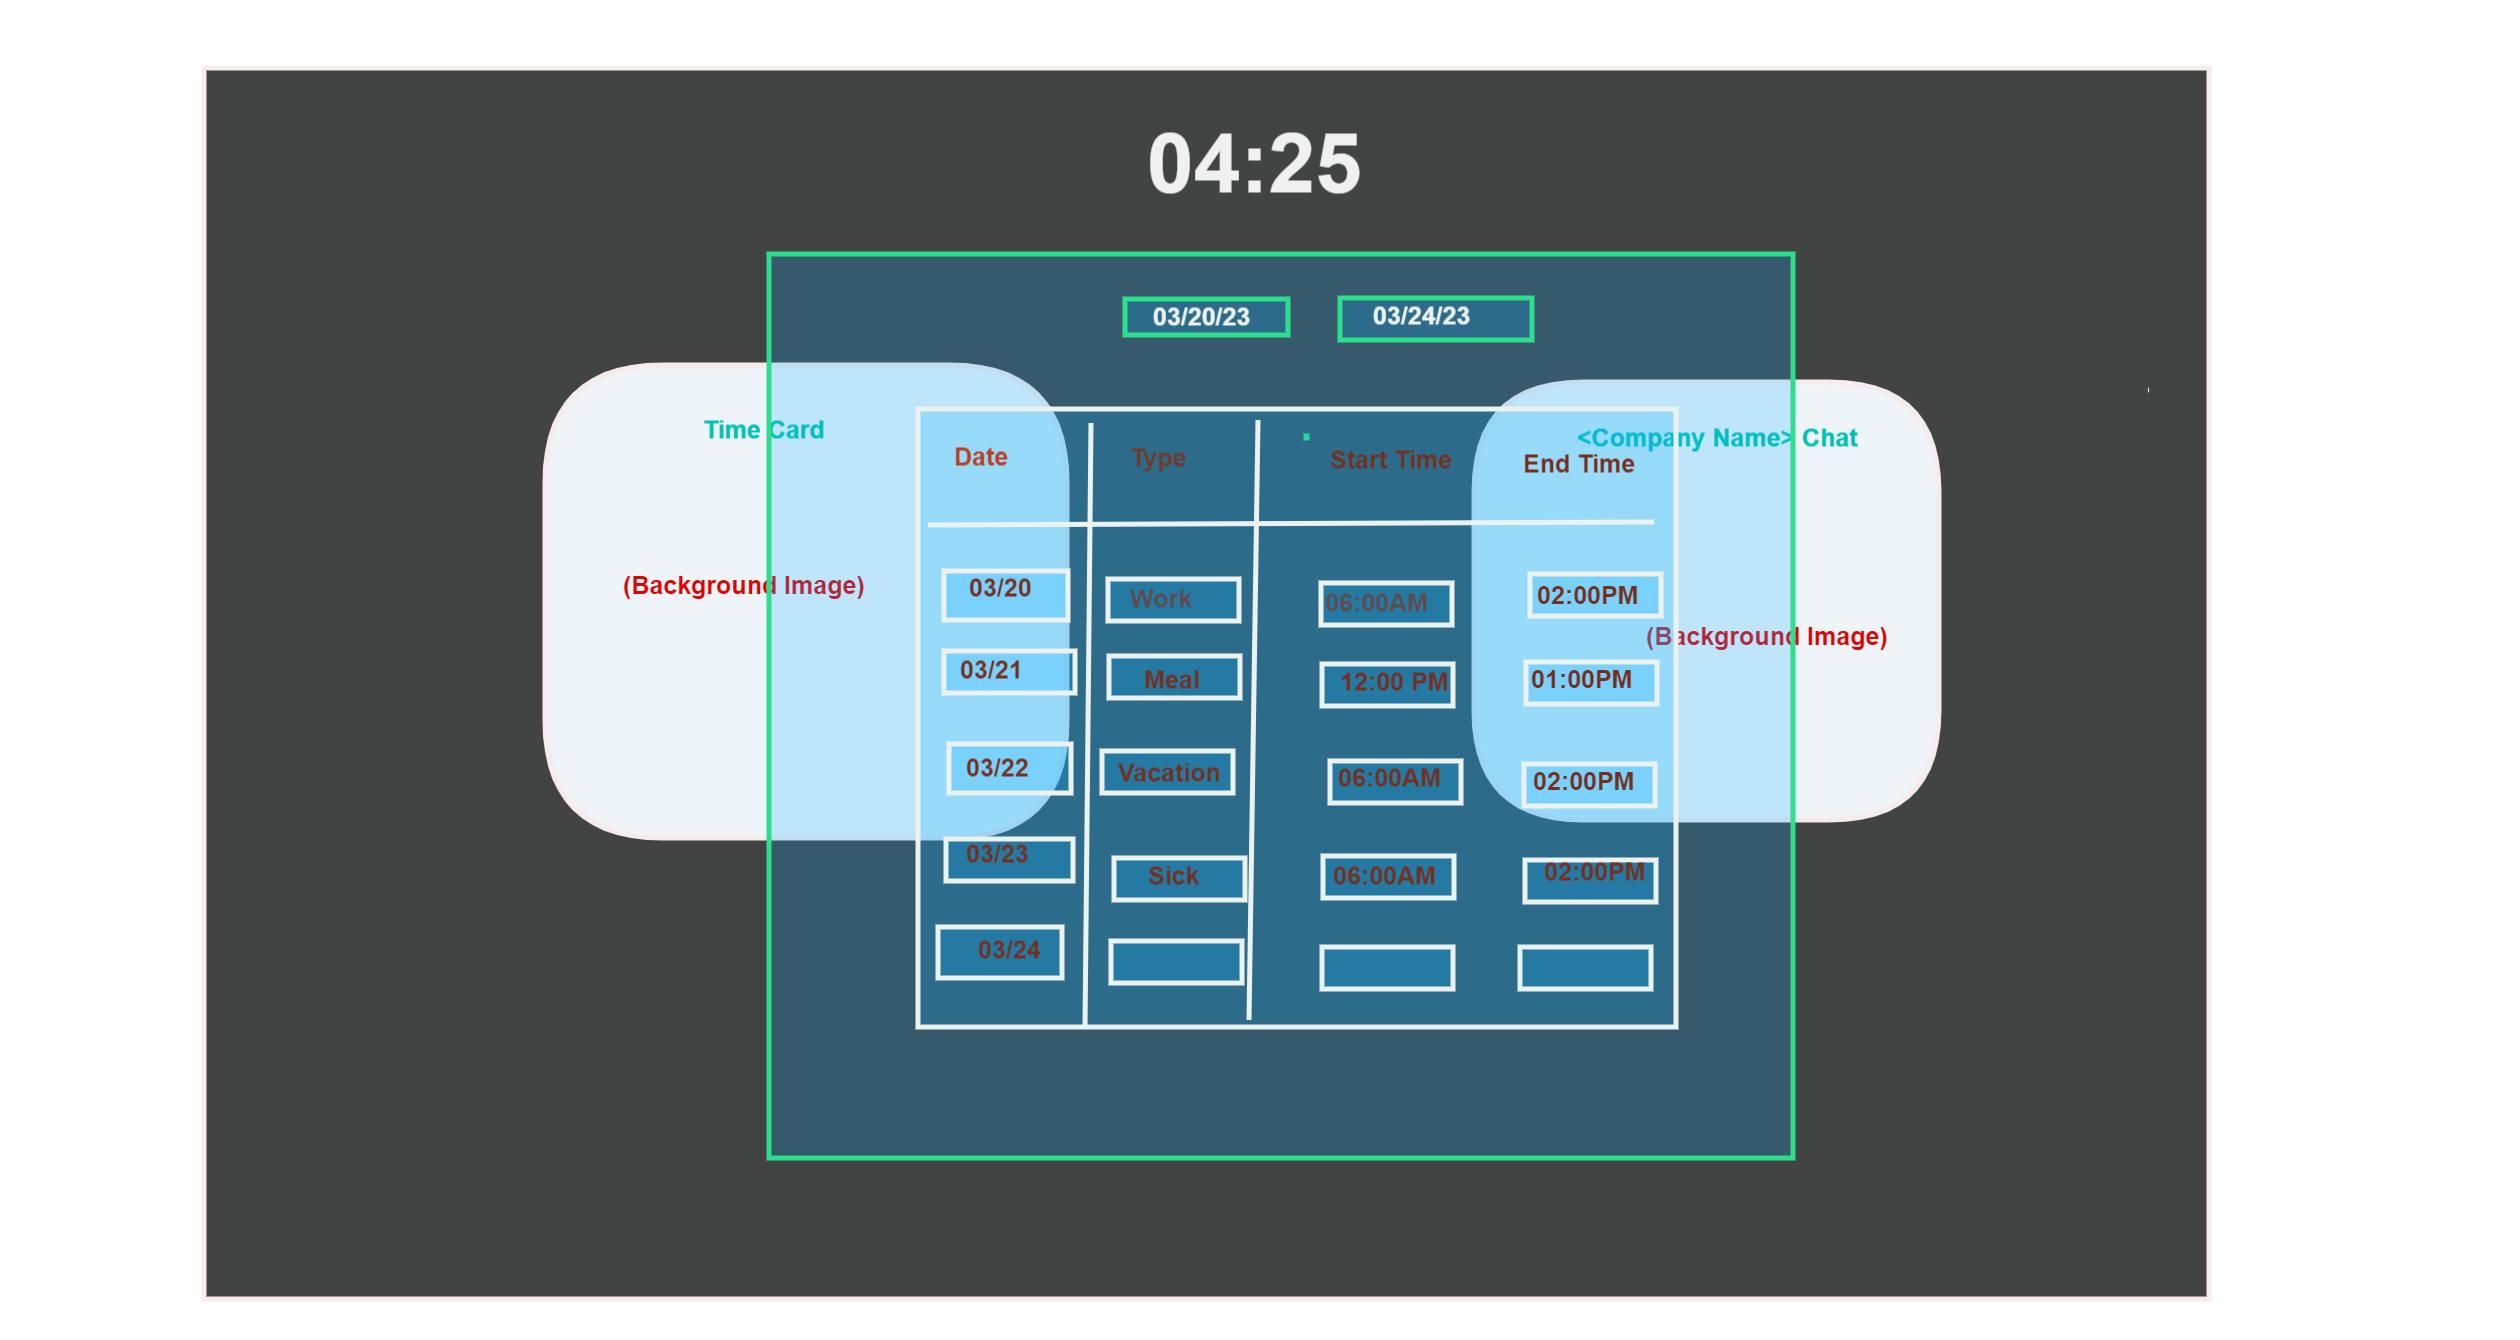 04:25
03/20/23 03/24/23
Time Card
<Company Name> Chat
Date Type Start Time End Time
(Background Image)
03/20 Work 06:00AM 02:00PM
(Background Image)
03/21 Meal 12:00 PM 01:00PM
03/22 Vacation 06:00AM 02:00PM
03/23 Sick 06:00AM 02:00PM
03/24